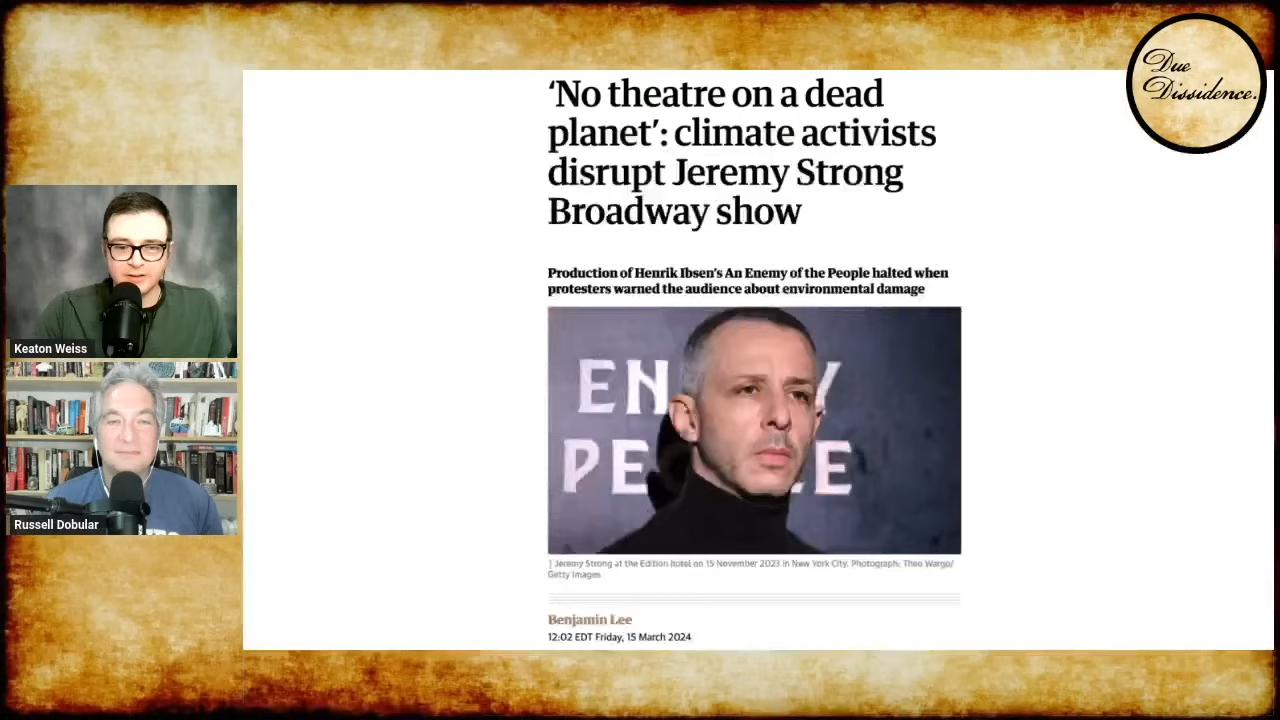 Due
Dissidence.
‘No theatre on a dead
planet’: climate activists
disrupt Jeremy Strong
Broadway show
Production of Henrik Ibsen’s An Enemy of the People halted when
protesters warned the audience about environmental damage
EN Y
PE LE
| Jeremy Strong at the Edition hotel on 15 November 2023 in New York City. Photograph: Theo Wargo/
Getty Images
Benjamin Lee
12:02 EDT Friday, 15 March 2024
Keaton Weiss
Russell Dobular